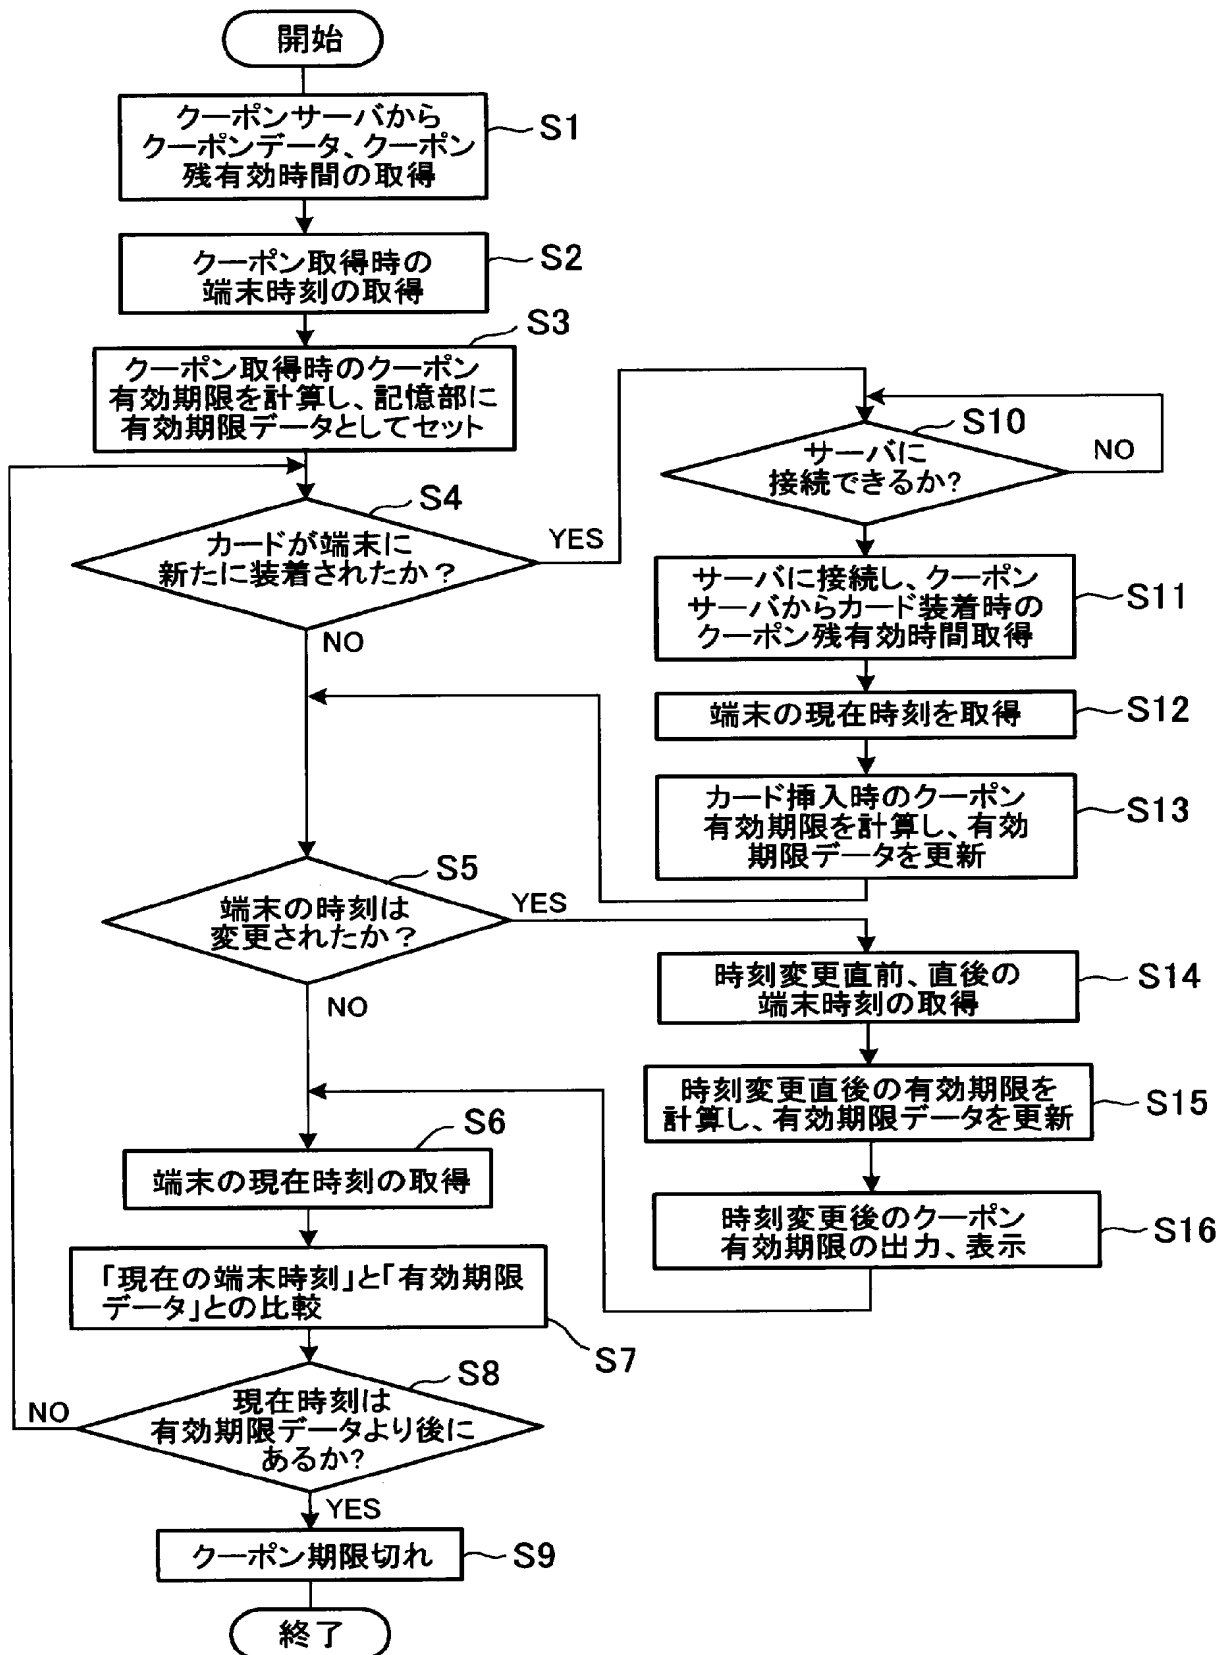 開始
クーポンサーバから
クーポンデータ、クーポン
残有効時間の取得
S1
クーポン取得時の
端末時刻の取得
S2
S3
クーポン取得時のクーポン
有効期限を計算し、記憶部に
有効期限データとしてセット
S4
カードが端末に
新たに装着されたか？
YES
NO
S10
サーバに
接続できるか?
NO
サーバに接続し、クーポン
サーバからカード装着時の
クーポン残有効時間取得
S11
端末の現在時刻を取得
S12
カード挿入時のクーポン
有効期限を計算し、有効
期限データを更新
S13
S5
端末の時刻は
変更されたか？
YES
NO
時刻変更直前、直後の
端末時刻の取得
S14
時刻変更直後の有効期限を
計算し、有効期限データを更新
S15
時刻変更後のクーポン
有効期限の出力、表示
S16
S6
端末の現在時刻の取得
「現在の端末時刻」と「有効期限
データ」との比較
S7
S8
現在時刻は
有効期限データより後に
あるか?
NO
YES
クーポン期限切れ
S9
終了